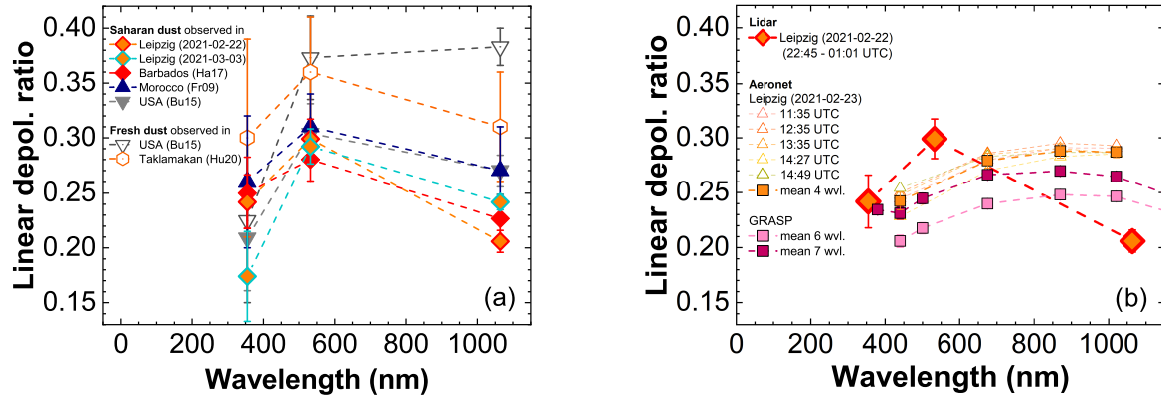 Saharan dust observed in
Leipzig (2021-02-22)
Leipzig (2021-03-03)
Barbados (Ha17)
Morocco (Fr09)
USA (Bu15)
Fresh dust observed in
USA (Bu15)
Taklamakan (Hu20)
0.40
0.35
0.30
0.25
0.20
0.15
Linear depol. ratio
(a)
0 200 400 600 800 1000
Wavelength (nm)
Lidar
Leipzig (2021-02-22)
(22:45 - 01:01 UTC)
Aeronet
Leipzig (2021-02-23)
11:35 UTC
12:35 UTC
13:35 UTC
14:27 UTC
14:49 UTC
mean 4 wvl.
GRASP
mean 6 wvl.
mean 7 wvl.
0.40
0.35
0.30
0.25
0.20
0.15
Linear depol. ratio
(b)
0 200 400 600 800 1000
Wavelength (nm)